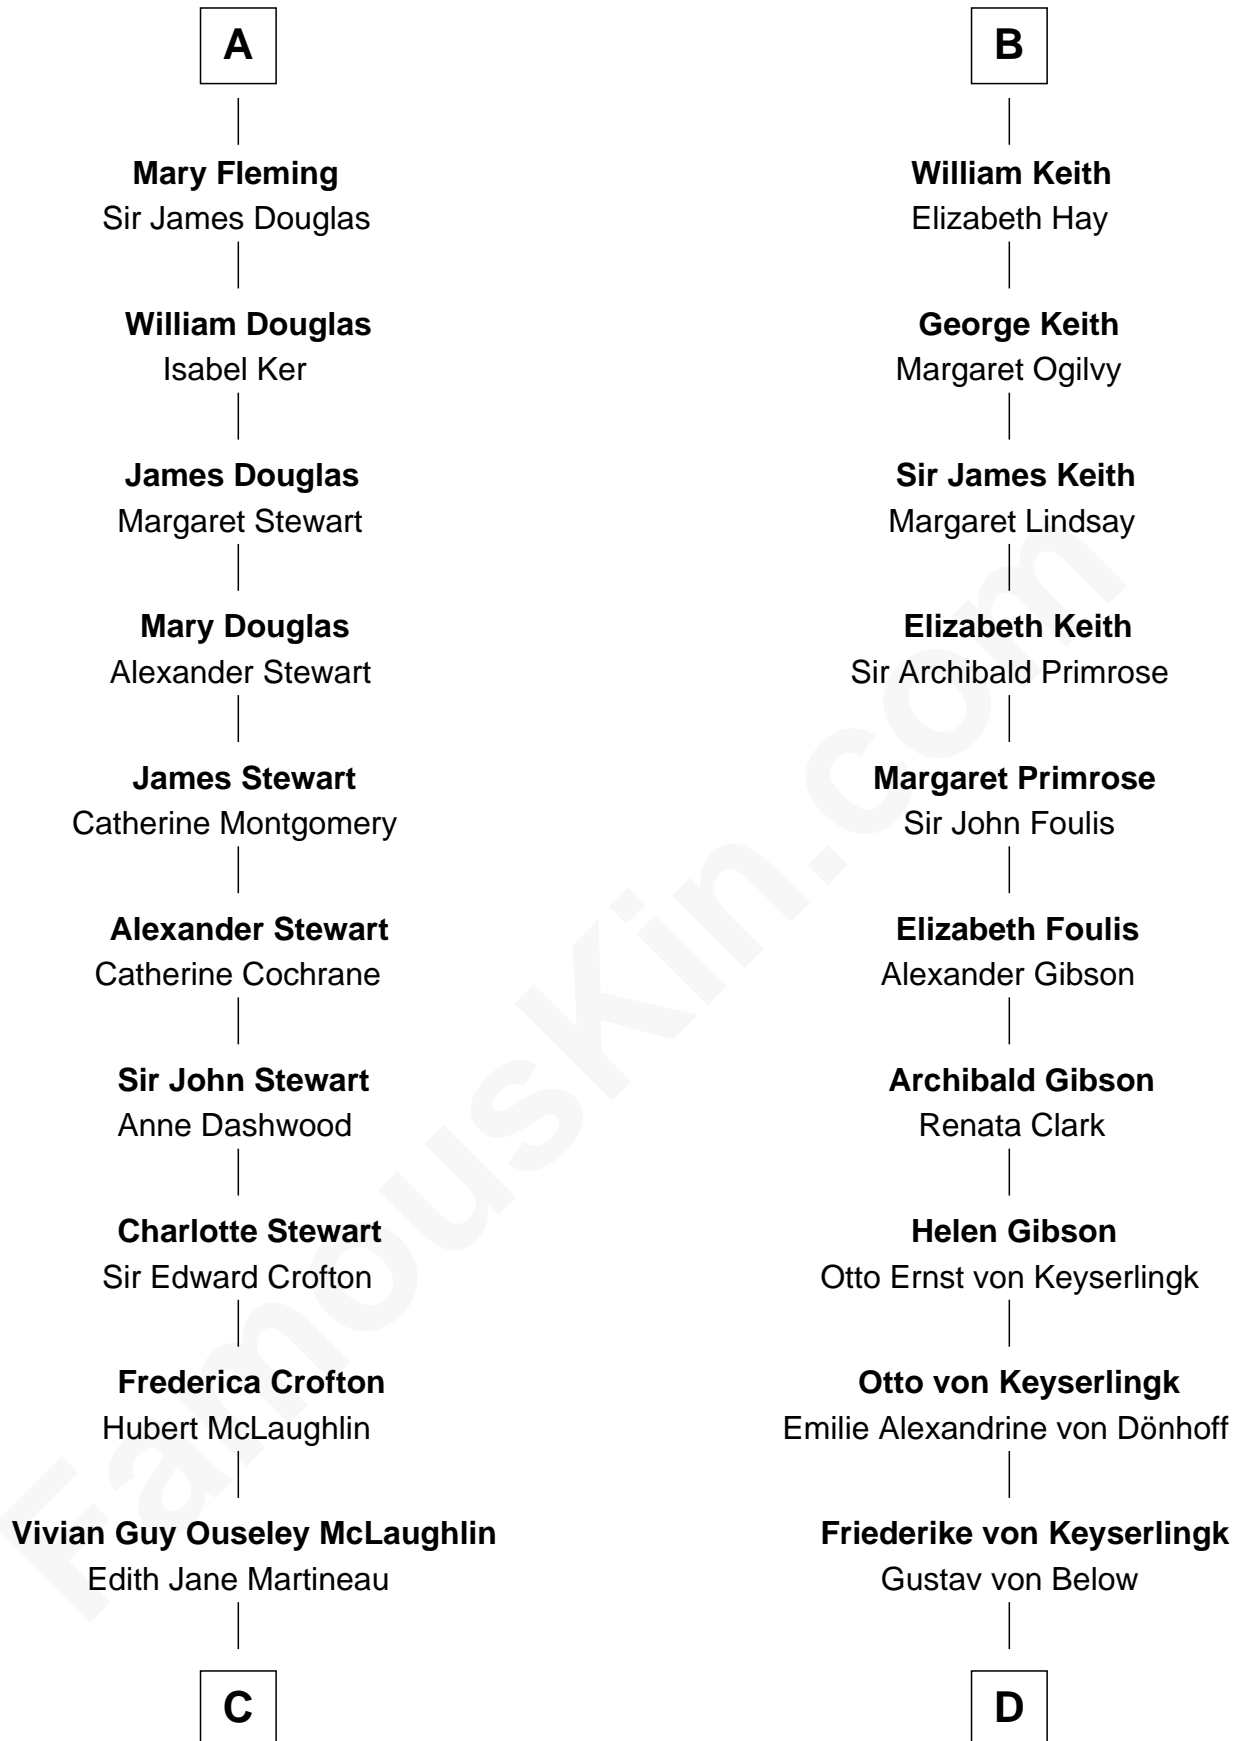 A
Mary Fleming
Sir James Douglas
William Douglas
Isabel Ker
James Douglas
Margaret Stewart
Mary Douglas
Alexander Stewart
James Stewart
Catherine Montgomery
Alexander Stewart
Catherine Cochrane
Sir John Stewart
Anne Dashwood
Charlotte Stewart
Sir Edward Crofton
Frederica Crofton
Hubert McLaughlin
Vivian Guy Ouseley McLaughlin
Edith Jane Martineau
C
B
William Keith
Elizabeth Hay
George Keith
Margaret Ogilvy
Sir James Keith
Margaret Lindsay
Elizabeth Keith
Sir Archibald Primrose
Margaret Primrose
Sir John Foulis
Elizabeth Foulis
Alexander Gibson
Archibald Gibson
Renata Clark
Helen Gibson
Otto Ernst von Keyserlingk
Otto von Keyserlingk
Emilie Alexandrine von Dönhoff
Friederike von Keyserlingk
Gustav von Below
D
FamousKin.com